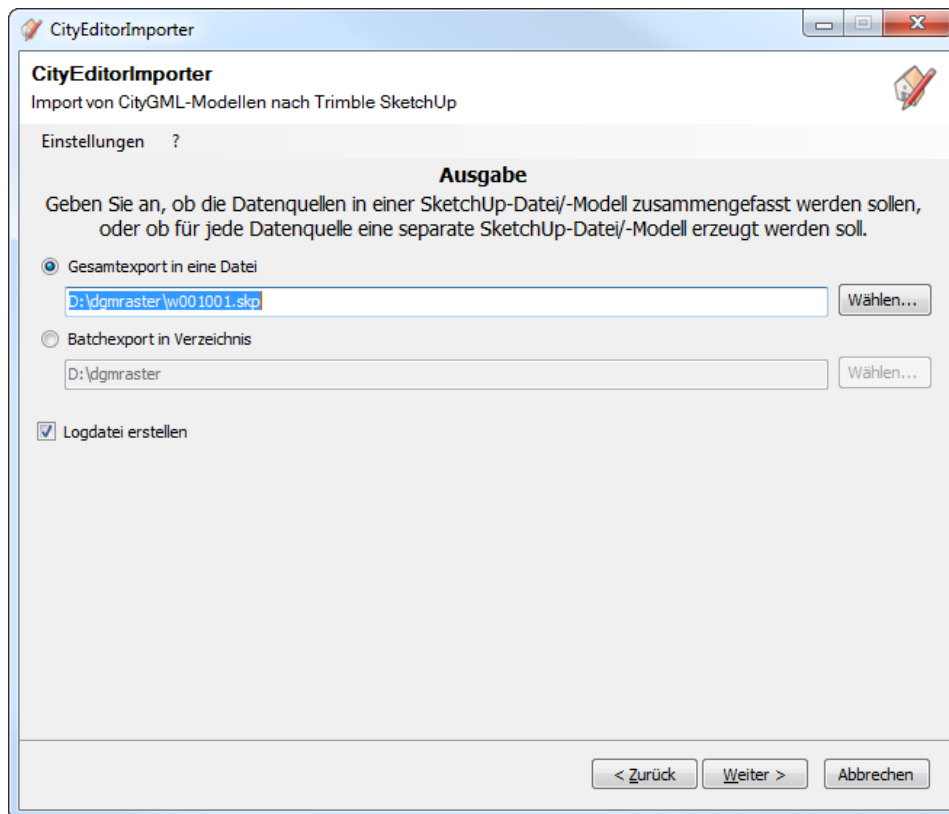 CityEditorImporter
CityEditorImporter
Import von CityGML-Modellen nach Trimble SketchUp
Einstellungen ?
Ausgabe
Geben Sie an, ob die Datenquellen in einer SketchUp-Datei/-Modell zusammengefasst werden sollen,
oder ob für jede Datenquelle eine separate SketchUp-Datei/-Modell erzeugt werden soll.
Gesamtexport in eine Datei
D:\dgmraster\w001001.skp Wählen...
Batchexport in Verzeichnis
D:\dgmraster Wählen...
Logdatei erstellen
< Zurück Weiter > Abbrechen